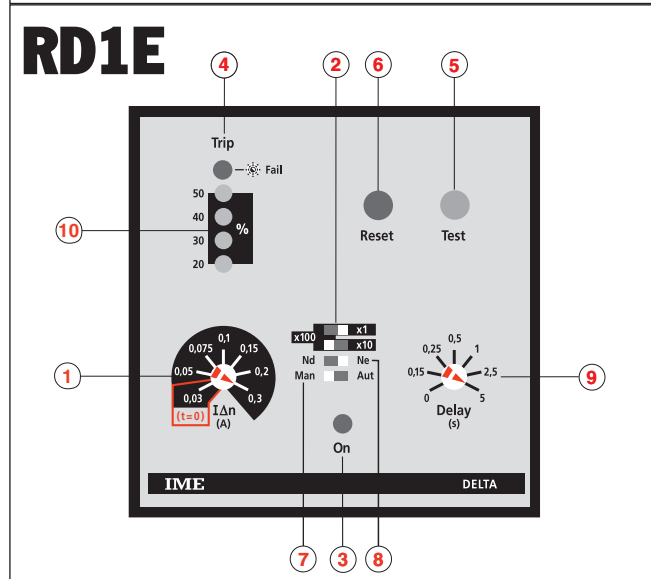 RD1E
4 2 6 5
Trip
Fail
50
40
30
20
%
10
Reset Test
x100 x1
x10
Nd Ne
Man Aut
1
0,03 0,05 0,075 0,1 0,15 0,2 0,3
(t=0) IΔn
(A)
0 0,15 0,25 0,5 1 2,5 5
Delay
(s)
9
On
IME DELTA
7 3 8